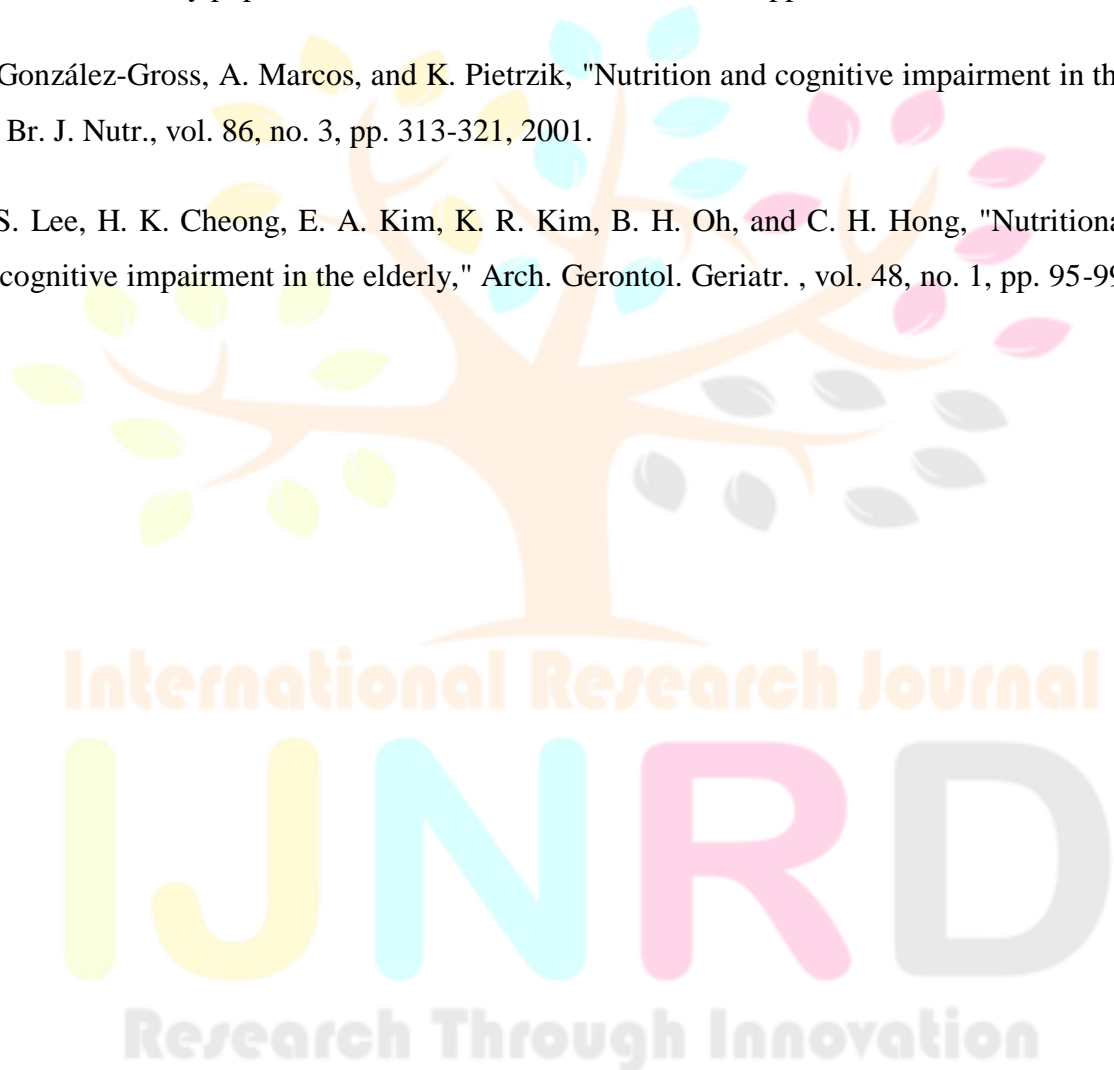 González-Gross, A. Marcos, and K. Pietrzik, "Nutrition and cognitive impairment in th
Br. J. Nutr., vol. 86, no. 3, pp. 313-321, 2001.
S. Lee, H. K. Cheong, E. A. Kim, K. R. Kim, B. H. Oh, and C. H. Hong, "Nutritiona
cognitive impairment in the elderly," Arch. Gerontol. Geriatr. , vol. 48, no. 1, pp. 95-99
International Research Journal
IJNRD
Research Through Innovation